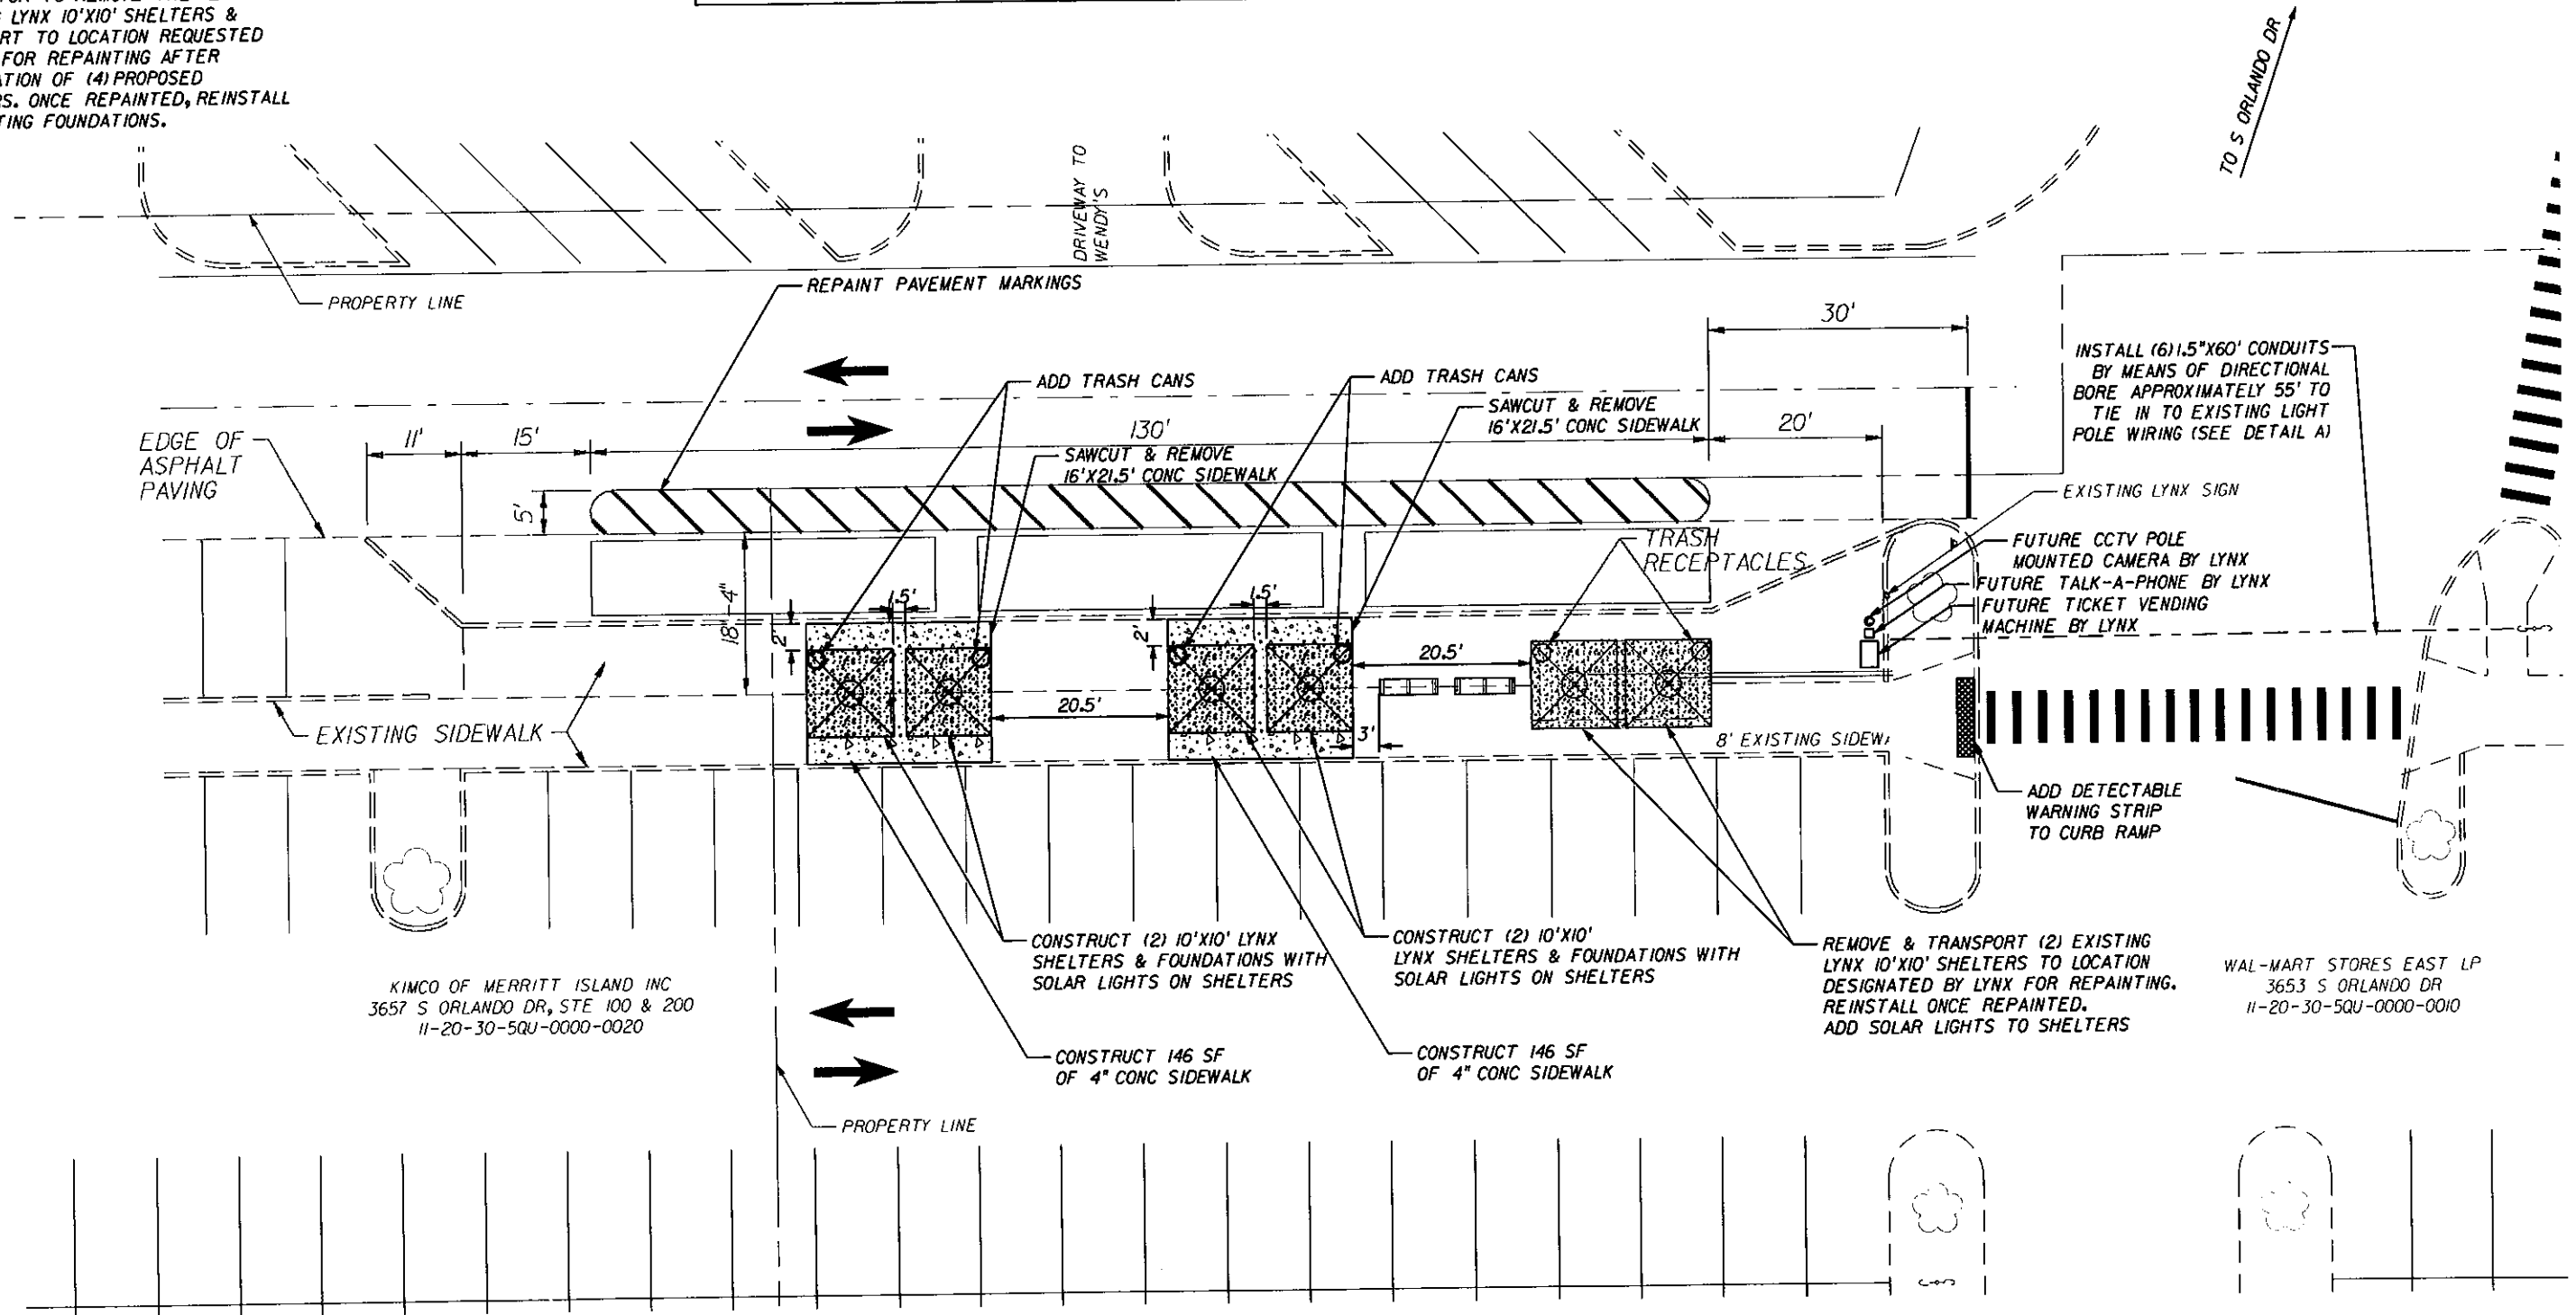 LYNX 10'X10' SHELTERS &
TO LOCATION REQUESTED
FOR REPAINTING AFTER
OF (4) PROPOSED
ONCE REPAINTED, REINSTALL
FOUNDATIONS.
TO S ORLANDO DR
DRIVEWAY TO
WENDY'S
PROPERTY LINE
REPAINT PAVEMENT MARKINGS
30'
INSTALL (6) 1.5"X60' CONDUITS
BY MEANS OF DIRECTIONAL
BORE APPROXIMATELY 55' TO
TIE IN TO EXISTING LIGHT
POLE WIRING (SEE DETAIL A)
ADD TRASH CANS
ADD TRASH CANS
SAWCUT & REMOVE
16'X21.5' CONC SIDEWALK
EDGE OF
ASPHALT
PAVING
11'
15'
130'
20'
SAWCUT & REMOVE
16'X21.5' CONC SIDEWALK
5'
EXISTING LYNX SIGN
TRASH
RECEPTACLES
FUTURE CCTV POLE
MOUNTED CAMERA BY LYNX
FUTURE TALK-A-PHONE BY LYNX
FUTURE TICKET VENDING
MACHINE BY LYNX
18'-4"
2'
1.5'
2'
1.5'
20.5'
20.5'
3'
EXISTING SIDEWALK
8' EXISTING
ADD DETECTABLE
WARNING STRIP
TO CURB RAMP
CONSTRUCT (2) 10'X10' LYNX
SHELTERS & FOUNDATIONS WITH
SOLAR LIGHTS ON SHELTERS
CONSTRUCT (2) 10'X10'
LYNX SHELTERS & FOUNDATIONS WITH
SOLAR LIGHTS ON SHELTERS
REMOVE & TRANSPORT (2) EXISTING
LYNX 10'X10' SHELTERS TO LOCATION
DESIGNATED BY LYNX FOR REPAINTING.
REINSTALL ONCE REPAINTED.
ADD SOLAR LIGHTS TO SHELTERS
WAL-MART STORES EAST LP
3653 S ORLANDO DR
11-20-30-5QU-0000-0010
KIMCO OF MERRITT ISLAND INC
3657 S ORLANDO DR, STE 100 & 200
11-20-30-5QU-0000-0020
CONSTRUCT 146 SF
OF 4" CONC SIDEWALK
CONSTRUCT 146 SF
OF 4" CONC SIDEWALK
PROPERTY LINE